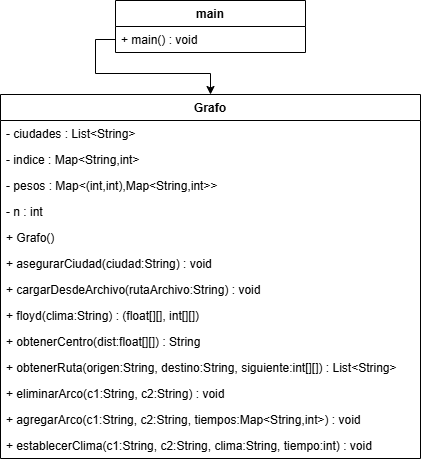 main
+ main() : void
Grafo
- ciudades : List<String>
- indice : Map<String,int>
- pesos : Map<(int,int),Map<String,int>>
- n : int
+ Grafo()
+ asegurarCiudad(ciudad:String) : void
+ cargarDesdeArchivo(rutaArchivo:String) : void
+ floyd(clima:String) : (float[][], int[][])
+ obtenerCentro(dist:float[][]) : String
+ obtenerRuta(origen:String, destino:String, siguiente:int[][]) : List<String>
+ eliminarArco(c1:String, c2:String) : void
+ agregarArco(c1:String, c2:String, tiempos:Map<String,int>) : void
+ establecerClima(c1:String, c2:String, clima:String, tiempo:int) : void